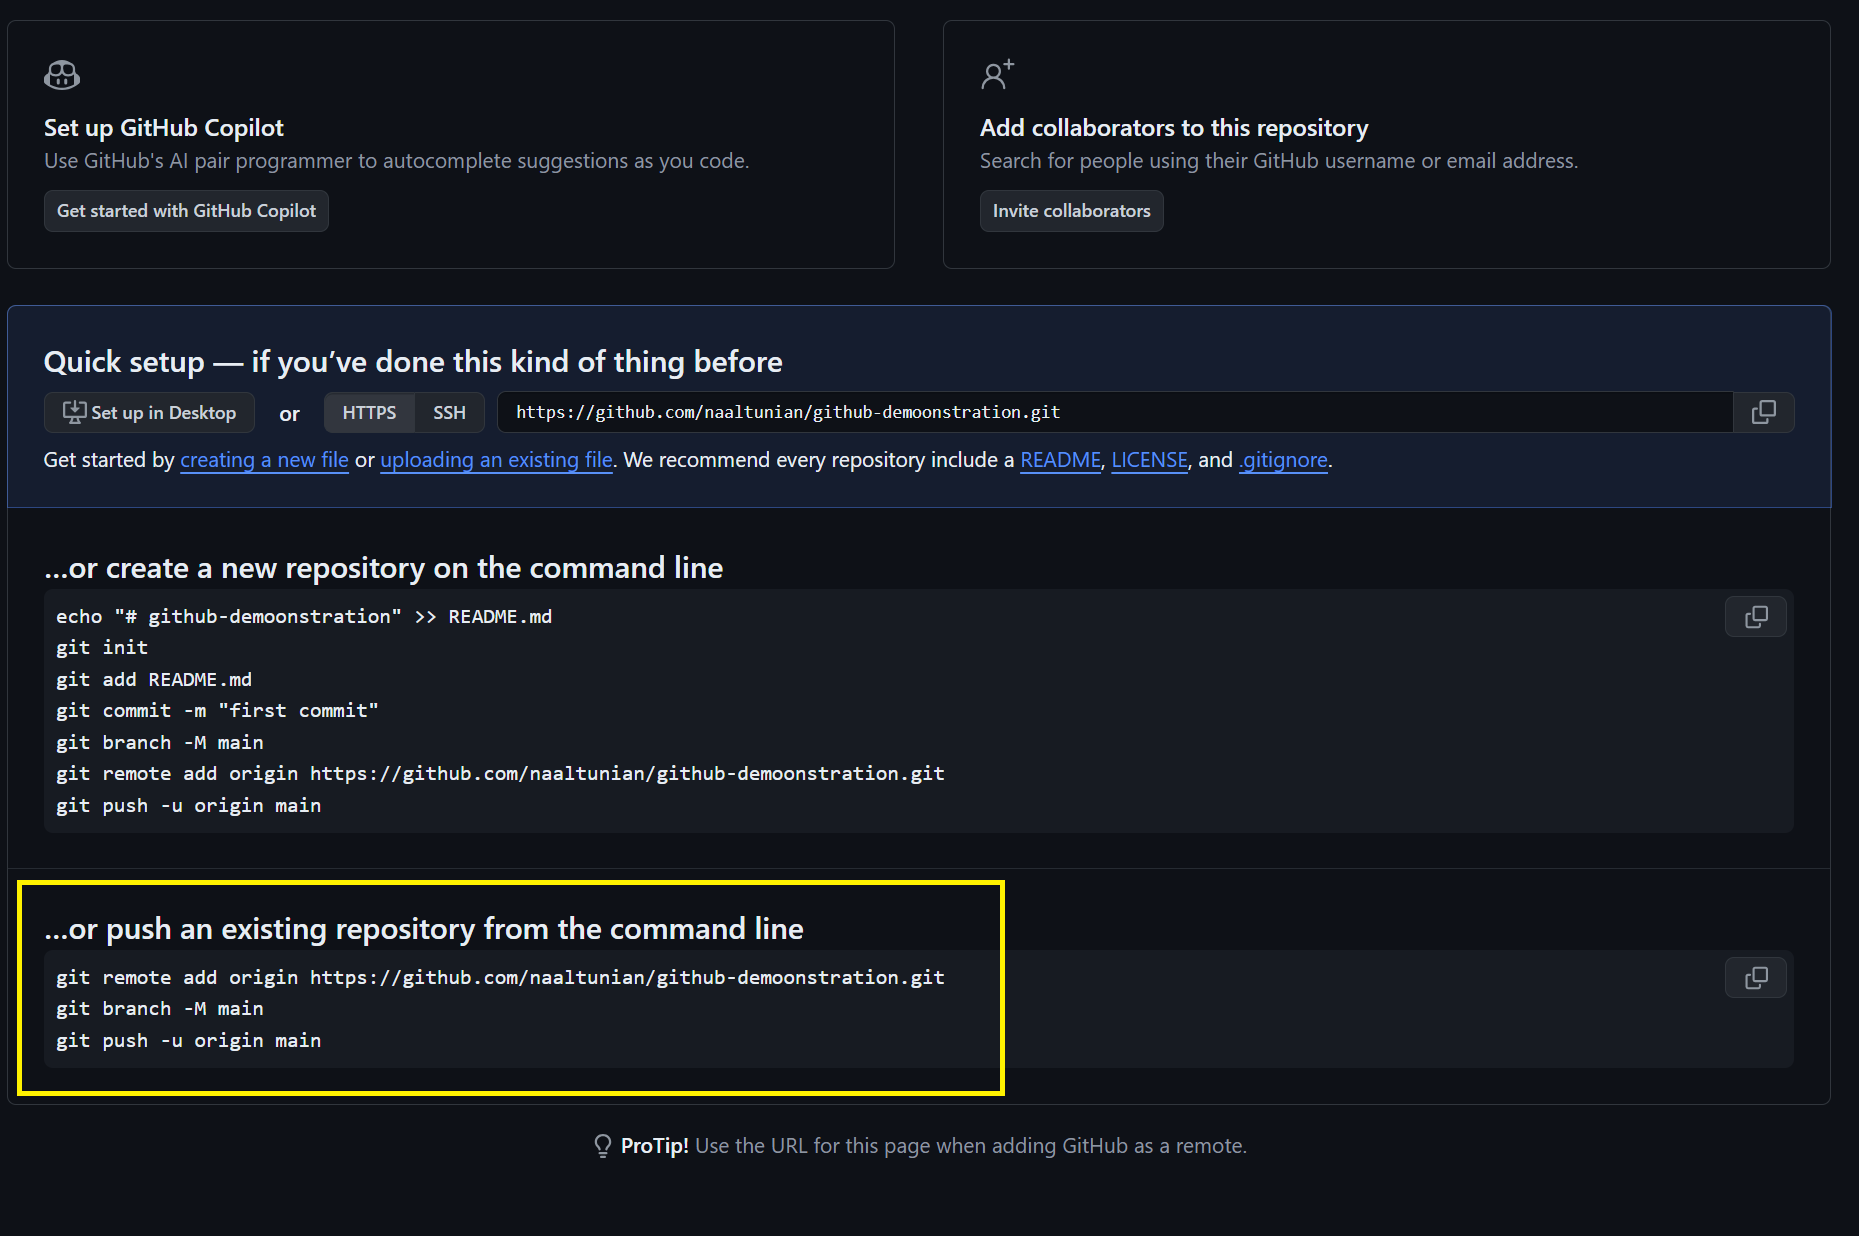 Set up GitHub Copilot
Use GitHub's AI pair programmer to autocomplete suggestions as you code.
Get started with GitHub Copilot
Add collaborators to this repository
Search for people using their GitHub username or email address.
Invite collaborators
Quick setup — if you’ve done this kind of thing before
Set up in Desktop or HTTPS SSH https://github.com/naaltunian/github-demoonstration.git
Get started by creating a new file or uploading an existing file. We recommend every repository include a README, LICENSE, and .gitignore.
…or create a new repository on the command line
echo "# github-demoonstration" >> README.md
git init
git add README.md
git commit -m "first commit"
git branch -M main
git remote add origin https://github.com/naaltunian/github-demoonstration.git
git push -u origin main
…or push an existing repository from the command line
git remote add origin https://github.com/naaltunian/github-demoonstration.git
git branch -M main
git push -u origin main
ProTip! Use the URL for this page when adding GitHub as a remote.